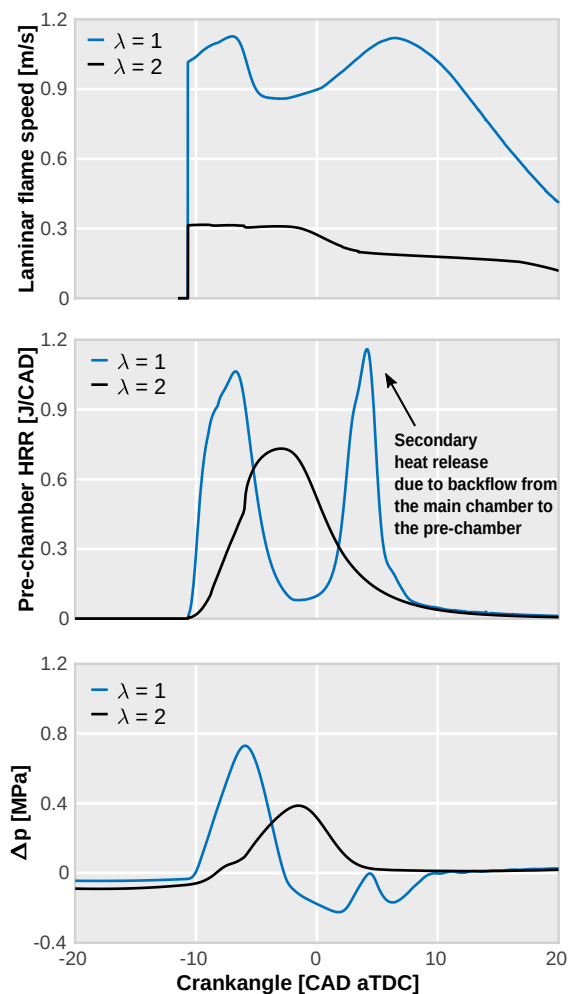 Laminar flame speed [m/s]
1.2
0.9
0.6
0.3
0
λ = 1
λ = 2
Pre-chamber HRR [J/CAD]
1.2
0.9
0.6
0.3
0
λ = 1
λ = 2
Secondary
heat release
due to backflow from
the main chamber to
the pre-chamber
Δp [MPa]
1.2
0.8
0.4
0
-0.4
λ = 1
λ = 2
-20
-10
0
10
20
Crankangle [CAD aTDC]